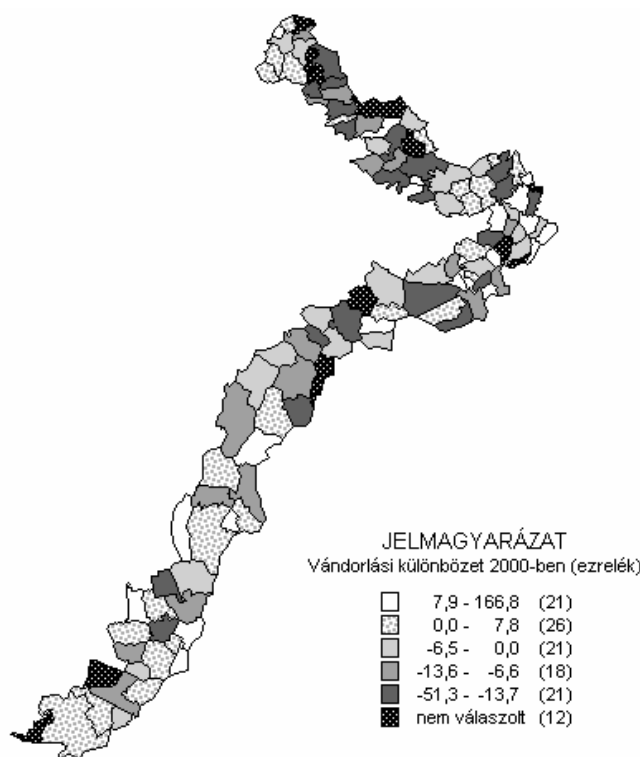 JELMAGYARÁZAT
Vándorlási különbözet 2000-ben (ezrelék)
7,9 - 166,8 (21)
0,0 - 7,8 (26)
-6,5 - 0,0 (21)
-13,6 - -6,6 (18)
-51,3 - -13,7 (21)
nem válaszolt (12)